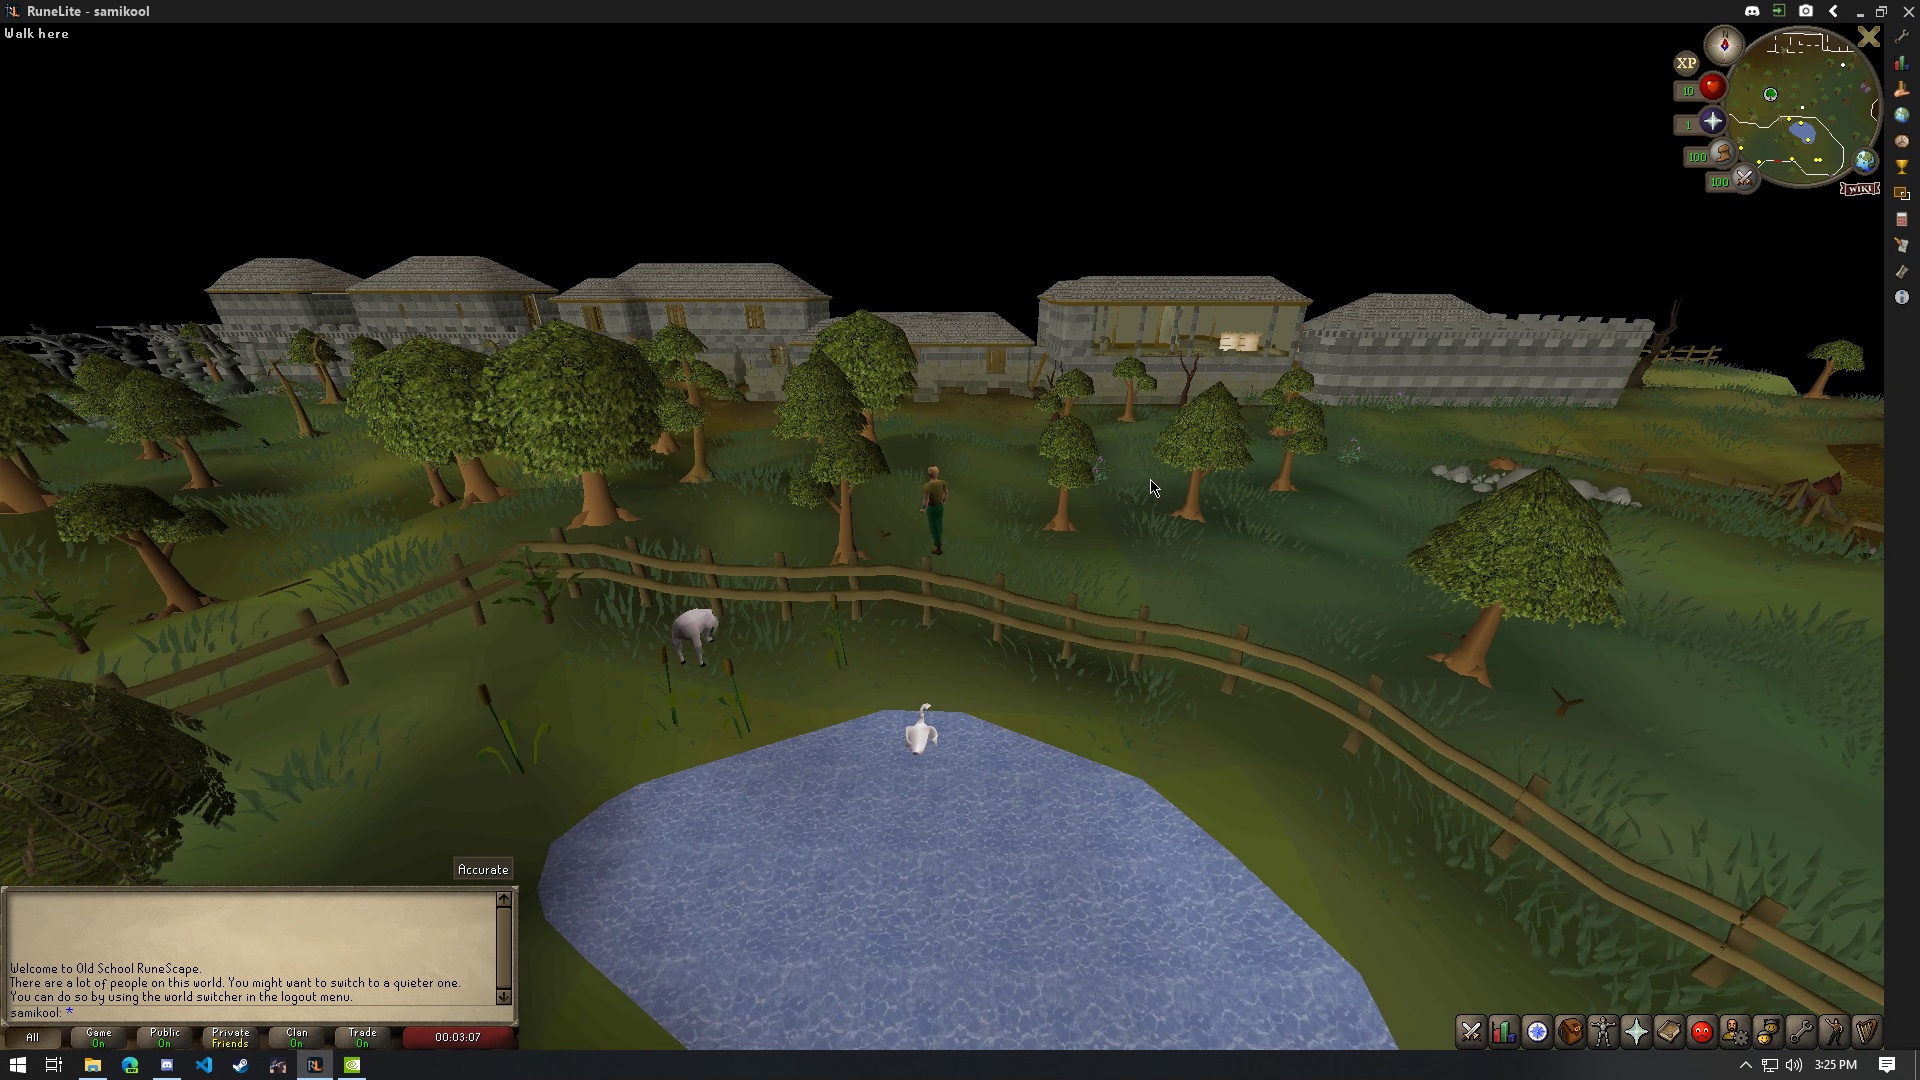 RuneLite - samikool
Walk here
N
XP
10
1
100
100
WIKI
Accurate
Welcome to Old School RuneScape.
There are a lot of people on this world. You might want to switch to a quieter one.
You can do so by using the world switcher in the logout menu.
samikool: *
All
Game
On
Public
On
Private
Friends
Clan
On
Trade
On
00:03:07
3:25 PM